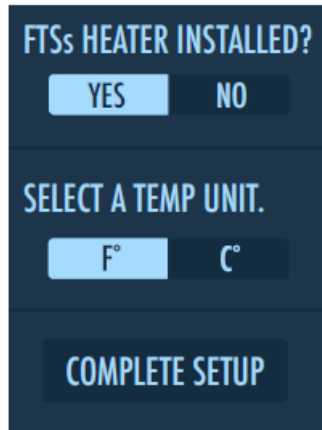 FTSs HEATER INSTALLED?
YES NO
SELECT A TEMP UNIT.
F° C°
COMPLETE SETUP